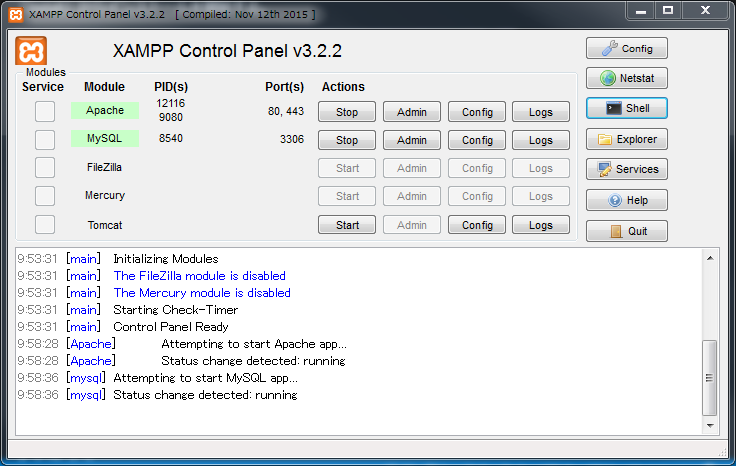 XAMPP Control Panel v3.2.2 [ Compiled: Nov 12th 2015 ]
XAMPP Control Panel v3.2.2
Config
Modules
Service Module PID(s) Port(s) Actions
Netstat
Apache 12116 9080 80, 443 Stop Admin Config Logs
Shell
MySQL 8540 3306 Stop Admin Config Logs
Explorer
FileZilla Start Admin Config Logs
Services
Mercury Start Admin Config Logs
Help
Tomcat Start Admin Config Logs
Quit
9:53:31 [main] Initializing Modules
9:53:31 [main] The FileZilla module is disabled
9:53:31 [main] The Mercury module is disabled
9:53:31 [main] Starting Check-Timer
9:53:31 [main] Control Panel Ready
9:58:28 [Apache] Attempting to start Apache app...
9:58:28 [Apache] Status change detected: running
9:58:36 [mysql] Attempting to start MySQL app...
9:58:36 [mysql] Status change detected: running